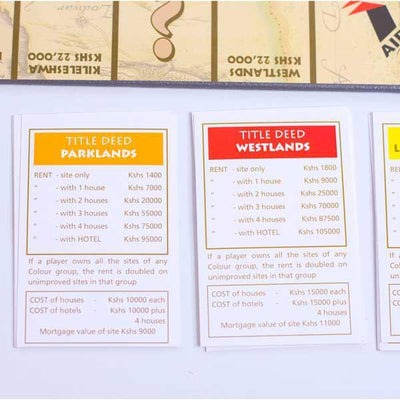 KILELESHWA
KSHS 22,000
?
WESTLANDS
KSHS 22,000
AIR
TITLE DEED
PARKLANDS
RENT - site only Kshs 1400
" - with 1 house Kshs 7000
" - with 2 houses Kshs 20000
" - with 3 houses Kshs 55000
" - with 4 houses Kshs 75000
" - with HOTEL Kshs 95000
If a player owns all the sites of any
Colour group, the rent is doubled on
unimproved sites in that group
COST of houses - Kshs 10000 each
COST of hotels - Kshs 10000 plus
4 houses
Mortgage value of site Kshs 9000
TITLE DEED
WESTLANDS
RENT - site only Kshs 1800
" - with 1 house Kshs 9000
" - with 2 houses Kshs 25000
" - with 3 houses Kshs 70000
" - with 4 houses Kshs 87500
" - with HOTEL Kshs 105000
If a player owns all the sites of any
Colour group, the rent is doubled on
unimproved sites in that group
COST of houses - Kshs 15000 each
COST of hotels - Kshs 15000 plus
4 houses
Mortgage value of site Kshs 11000